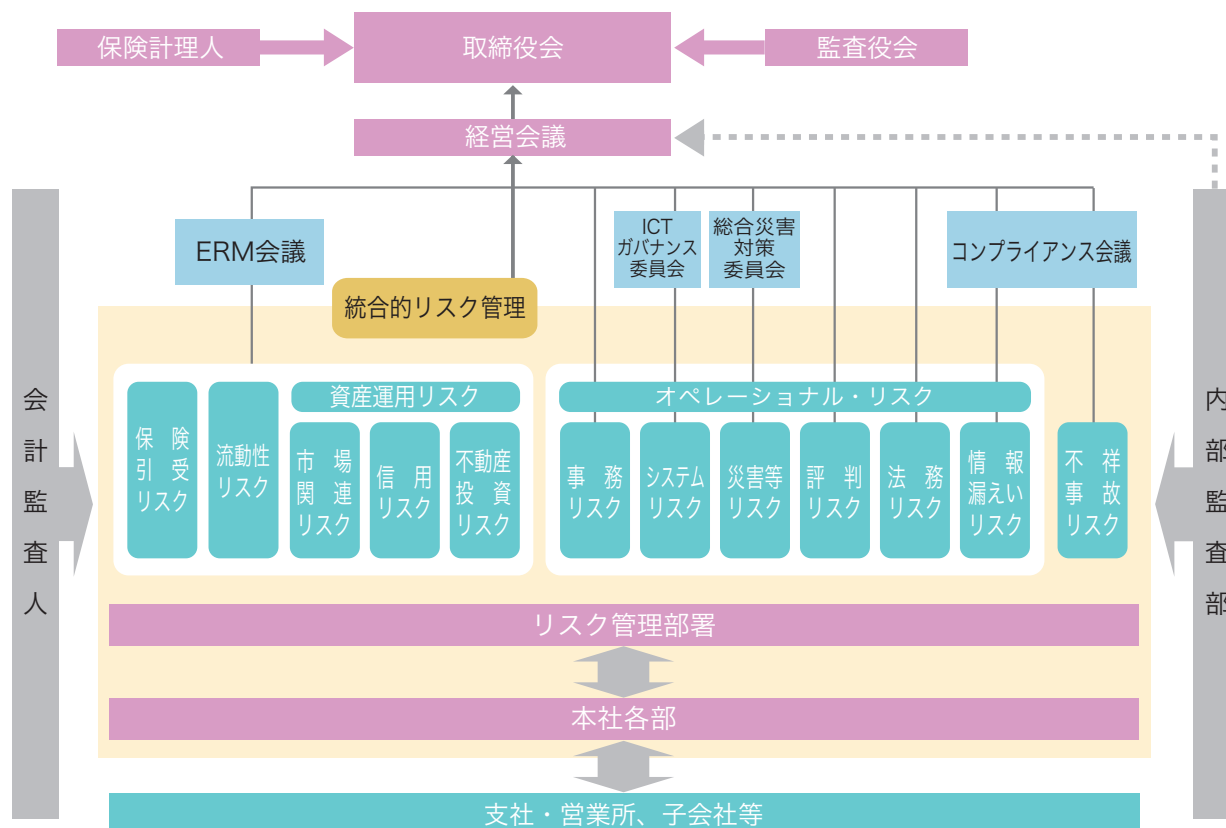 保険計理人
取締役会
監査役会
経営会議
ERM会議
ICT
ガバナンス
委員会
総合災害
対策
委員会
コンプライアンス会議
統合的リスク管理
資産運用リスク
オペレーショナル・リスク
保険
引受
リスク
流動性
リスク
市場
関連
リスク
信用
リスク
不動産
投資
リスク
事務
リスク
システム
リスク
災害等
リスク
評判
リスク
法務
リスク
情報
漏えい
リスク
不祥
事故
リスク
会計監査人
内部監査部
リスク管理部署
本社各部
支社・営業所、子会社等